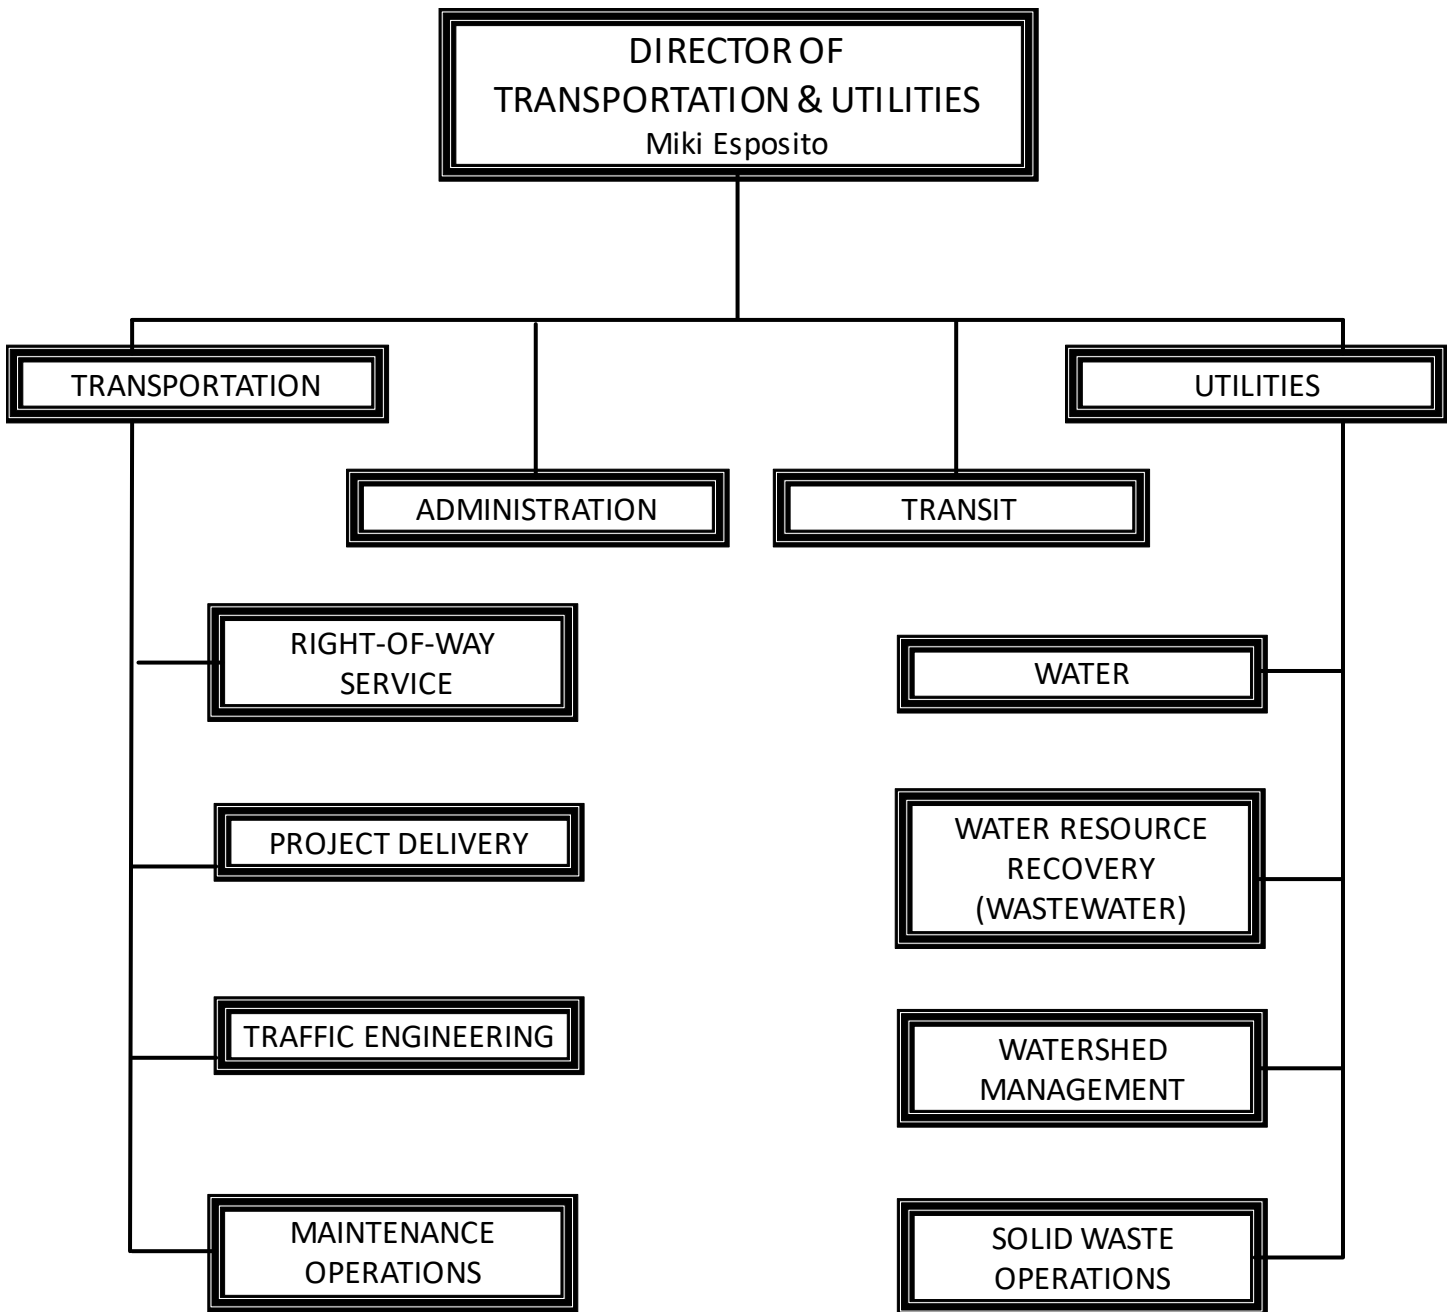 DIRECTOR OF
TRANSPORTATION & UTILITIES
Miki Esposito
TRANSPORTATION
UTILITIES
ADMINISTRATION
TRANSIT
RIGHT-OF-WAY
SERVICE
WATER
PROJECT DELIVERY
WATER RESOURCE
RECOVERY
(WASTEWATER)
TRAFFIC ENGINEERING
WATERSHED
MANAGEMENT
MAINTENANCE
OPERATIONS
SOLID WASTE
OPERATIONS